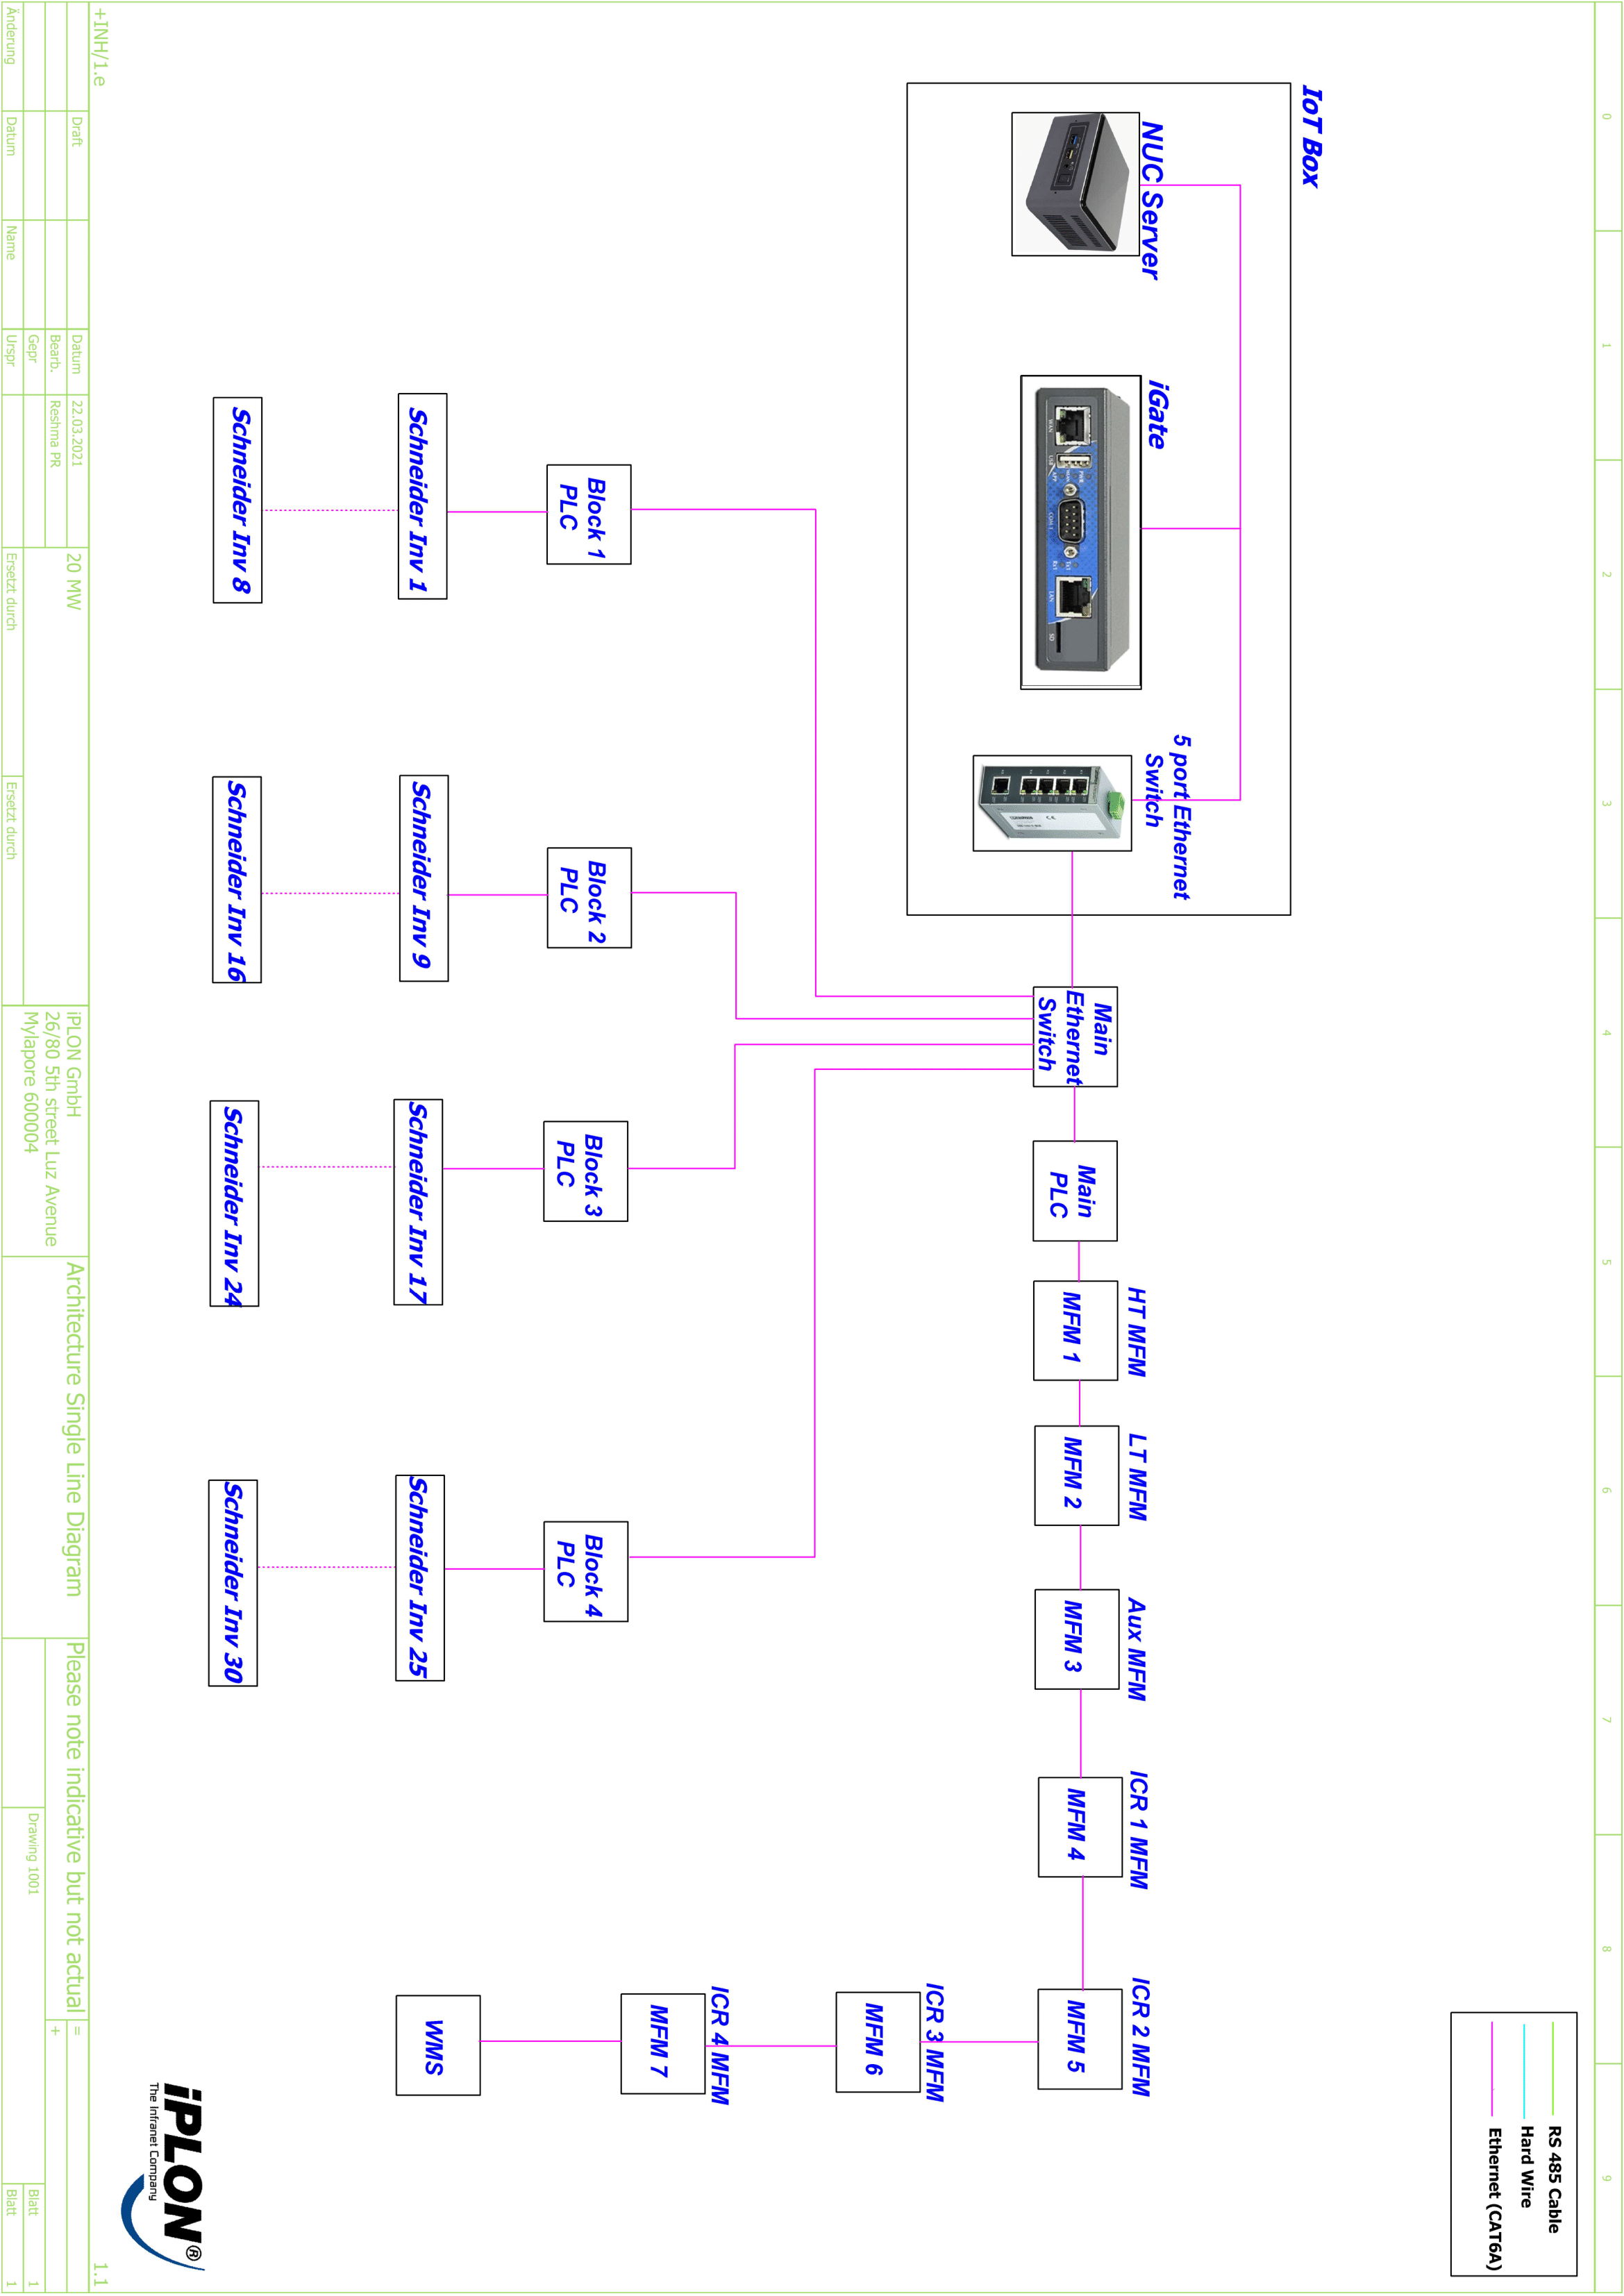 0
1
2
3
4
5
6
7
8
9
RS 485 Cable
Hard Wire
Ethernet (CAT6A)
IoT Box
NUC Server
iGate
WAN
USB
COM 1
LAN
SD
5 port Ethernet
Switch
Main
Ethernet
Switch
Main
PLC
HT MFM
MFM 1
LT MFM
MFM 2
Aux MFM
MFM 3
ICR 1 MFM
MFM 4
ICR 2 MFM
MFM 5
ICR 3 MFM
MFM 6
ICR 4 MFM
MFM 7
WMS
Block 1
PLC
Block 2
PLC
Block 3
PLC
Block 4
PLC
Schneider Inv 1
Schneider Inv 9
Schneider Inv 17
Schneider Inv 25
Schneider Inv 8
Schneider Inv 16
Schneider Inv 24
Schneider Inv 30
iPLON®
The Infranet Company
+INH/1.e
1.1
Draft
Datum
22.03.2021
20 MW
iPLON GmbH
Architecture Single Line Diagram
Please note indicative but not actual
=
Bearb.
Reshma PR
26/80 5th street Luz Avenue
+
Gepr
Mylapore 600004
Drawing 1001
Blatt
1
Änderung
Datum
Name
Urspr
Ersetzt durch
Ersetzt durch
Blatt
1